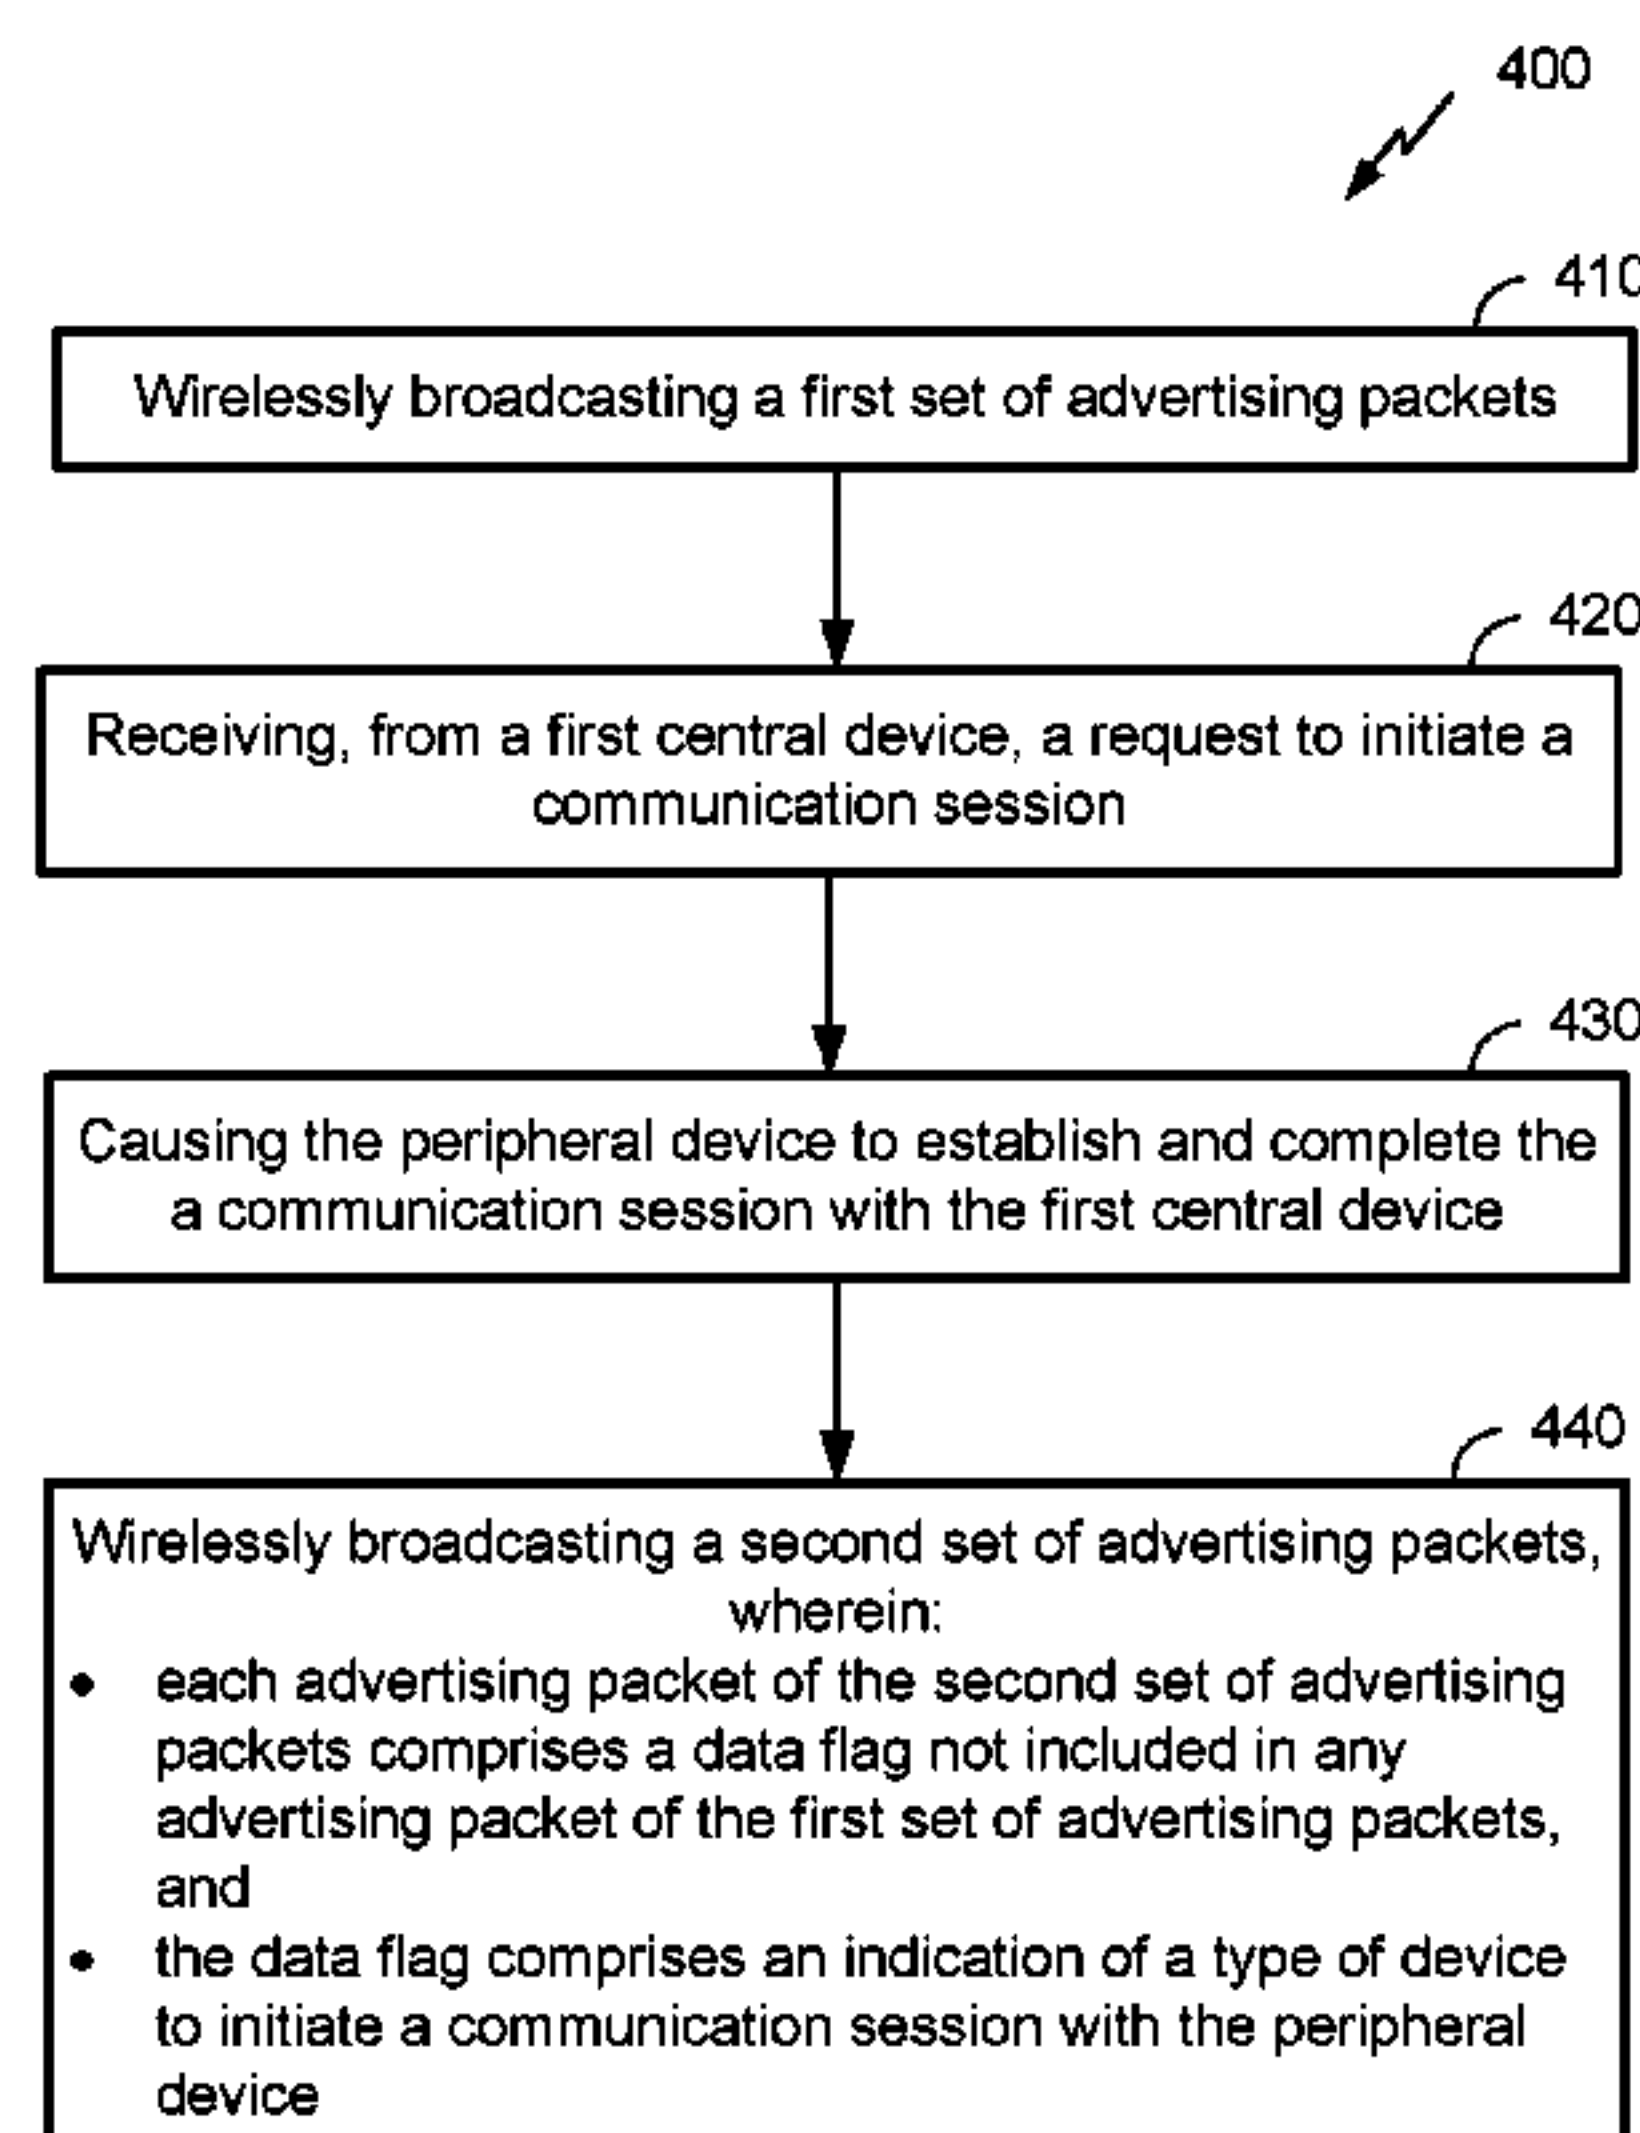 400
410
Wirelessly broadcasting a first set of advertising packets
420
Receiving, from a first central device, a request to initiate a
communication session
430
Causing the peripheral device to establish and complete the
a communication session with the first central device
440
Wirelessly broadcasting a second set of advertising packets,
wherein:
• each advertising packet of the second set of advertising
packets comprises a data flag not included in any
advertising packet of the first set of advertising packets,
and
• the data flag comprises an indication of a type of device
to initiate a communication session with the peripheral
device